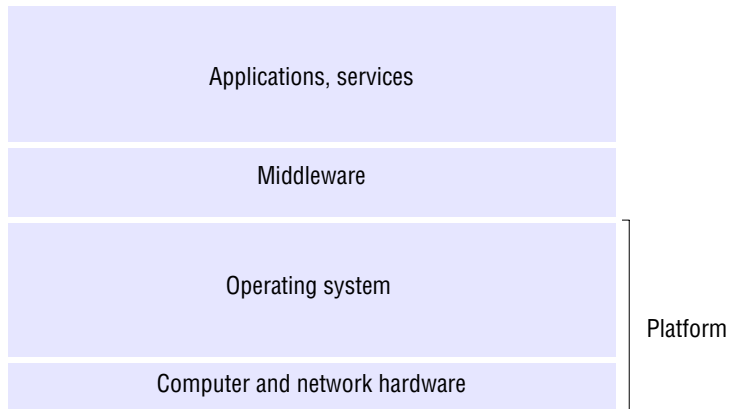 Applications, services
Middleware
Operating system
Platform
Computer and network hardware